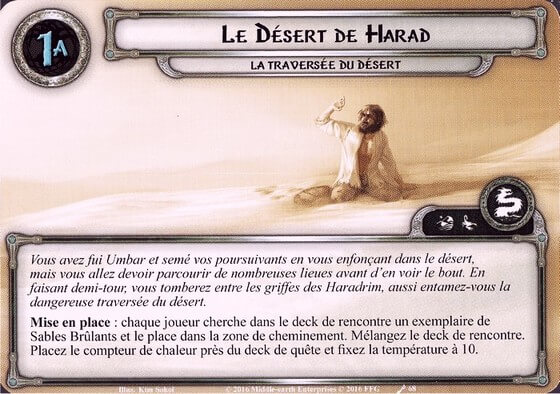 1A
LE DÉSERT DE HARAD
LA TRAVERSÉE DU DÉSERT
Vous avez fui Umbar et semé vos poursuivants en vous enfonçant dans le désert,
mais vous allez devoir parcourir de nombreuses lieues avant d'en voir le bout. En
faisant demi-tour, vous tomberez entre les griffes des Haradrim, aussi entamez-vous la
dangereuse traversée du désert.
Mise en place : chaque joueur cherche dans le deck de rencontre un exemplaire de
Sables Brûlants et le place dans la zone de cheminement. Mélangez le deck de rencontre.
Placez le compteur de chaleur près du deck de quête et fixez la température à 10.
Illus. Kim Sokol © 2016 Middle-earth Enterprises © 2016 FFG 68